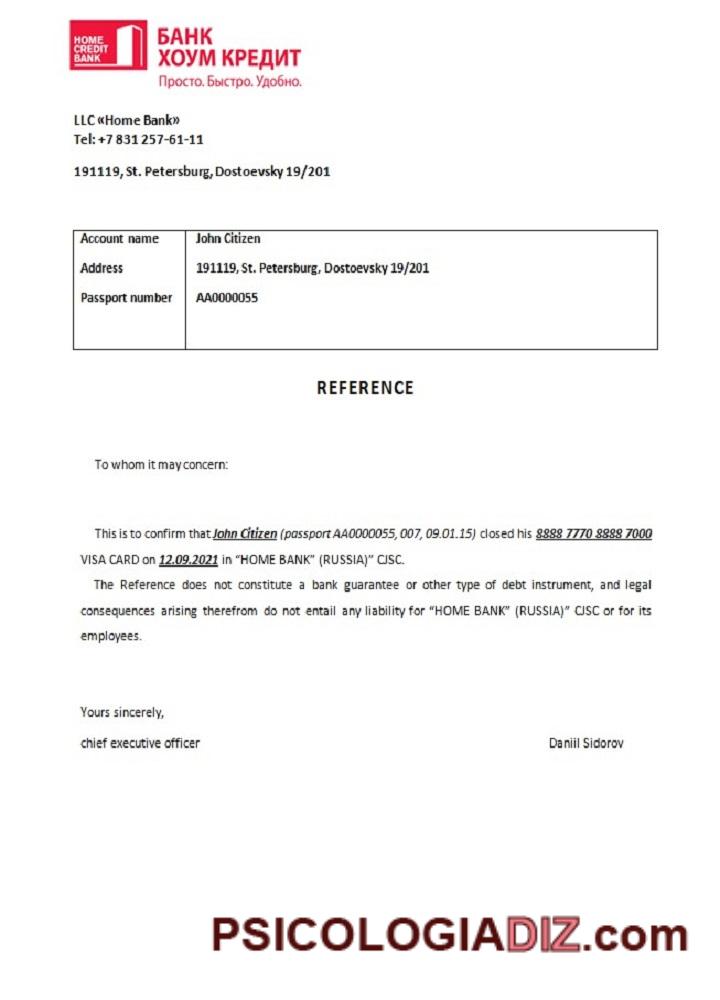 HOME
CREDIT
BANK
БАНК
ХОУМ КРЕДИТ
Просто. Быстро. Удобно.
LLC «Home Bank»
Tel: +7 831 257-61-11
191119, St. Petersburg, Dostoevsky 19/201
Account name John Citizen
Address 191119, St. Petersburg, Dostoevsky 19/201
Passport number AA0000055
REFERENCE
To whom it may concern:
This is to confirm that John Citizen (passport AA0000055, 007, 09.01.15) closed his 8888 7770 8888 7000
VISA CARD on 12.09.2021 in “HOME BANK” (RUSSIA)” CJSC.
The Reference does not constitute a bank guarantee or other type of debt instrument, and legal
consequences arising therefrom do not entail any liability for “HOME BANK” (RUSSIA)” CJSC or for its
employees.
Yours sincerely,
chief executive officer Daniil Sidorov
PSICOLOGIADIZ.com